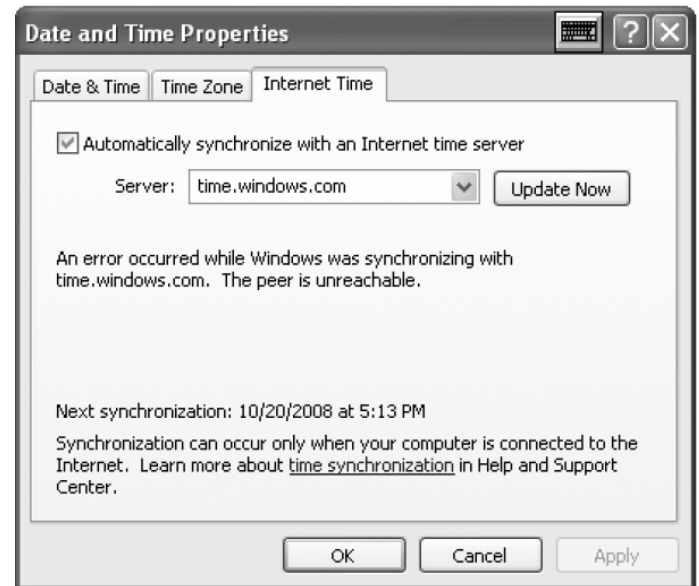 Date and Time Properties
Date & Time Time Zone Internet Time
Automatically synchronize with an Internet time server
Server: time.windows.com Update Now
An error occurred while Windows was synchronizing with
time.windows.com. The peer is unreachable.
Next synchronization: 10/20/2008 at 5:13 PM
Synchronization can occur only when your computer is connected to the
Internet. Learn more about time synchronization in Help and Support
Center.
OK Cancel Apply